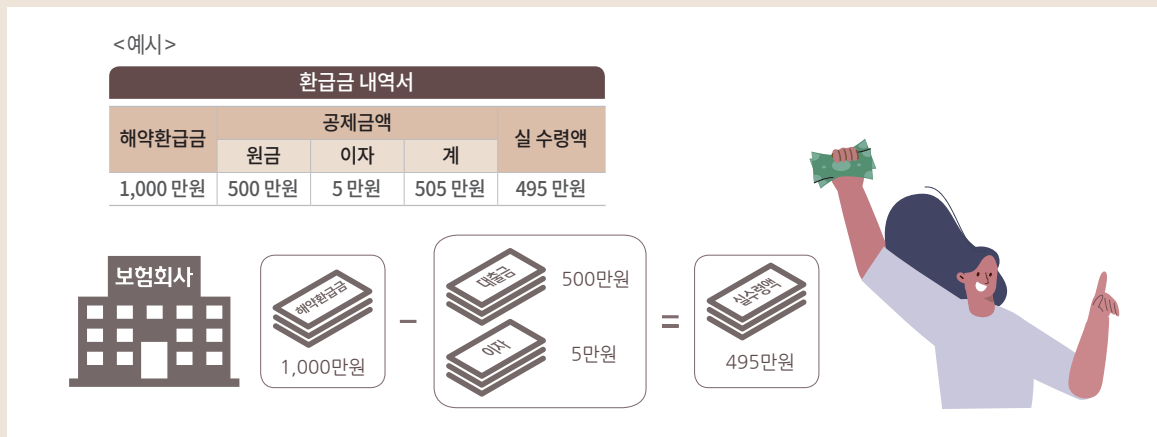 <예시>
환급금 내역서
해약환급금 공제금액 실 수령액
원금 이자 계
1,000 만원 500 만원 5 만원 505 만원 495 만원
보험회사
해약환급금
1,000만원
−
대출금 500만원
이자 5만원
=
실수령액
495만원